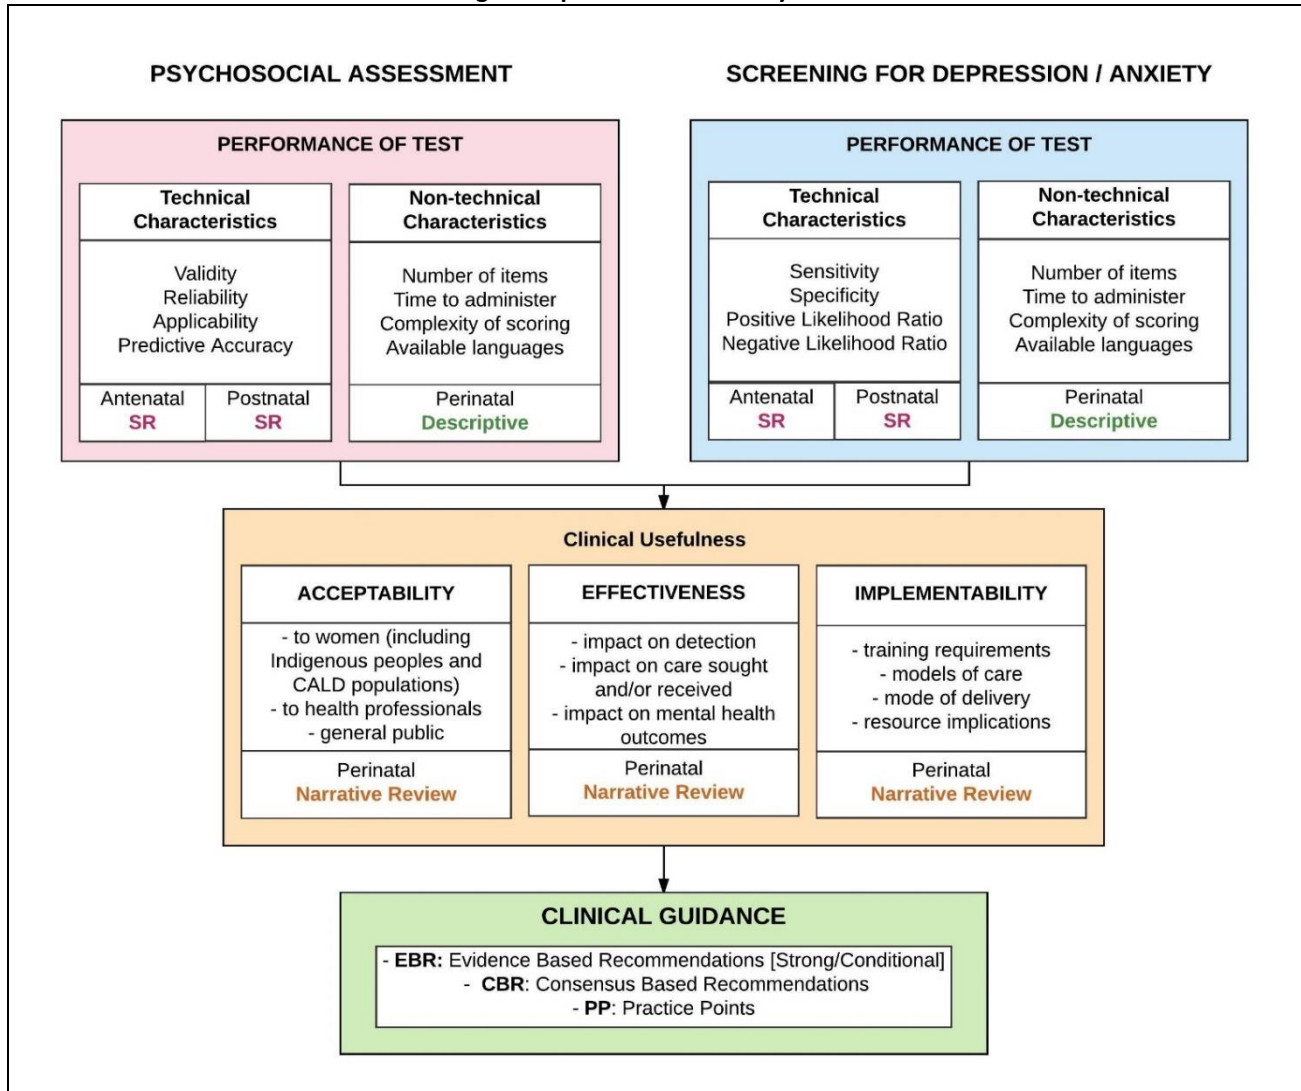 PSYCHOSOCIAL ASSESSMENT
SCREENING FOR DEPRESSION / ANXIETY
PERFORMANCE OF TEST
Technical
Characteristics
Validity
Reliability
Applicability
Predictive Accuracy
Antenatal
SR
Postnatal
SR
Non-technical
Characteristics
Number of items
Time to administer
Complexity of scoring
Available languages
Perinatal
Descriptive
PERFORMANCE OF TEST
Technical
Characteristics
Sensitivity
Specificity
Positive Likelihood Ratio
Negative Likelihood Ratio
Antenatal
SR
Postnatal
SR
Non-technical
Characteristics
Number of items
Time to administer
Complexity of scoring
Available languages
Perinatal
Descriptive
Clinical Usefulness
ACCEPTABILITY
- to women (including
Indigenous peoples and
CALD populations)
- to health professionals
- general public
Perinatal
Narrative Review
EFFECTIVENESS
- impact on detection
- impact on care sought
and/or received
- impact on mental health
outcomes
Perinatal
Narrative Review
IMPLEMENTABILITY
- training requirements
- models of care
- mode of delivery
- resource implications
Perinatal
Narrative Review
CLINICAL GUIDANCE
- EBR: Evidence Based Recommendations [Strong/Conditional]
- CBR: Consensus Based Recommendations
- PP: Practice Points